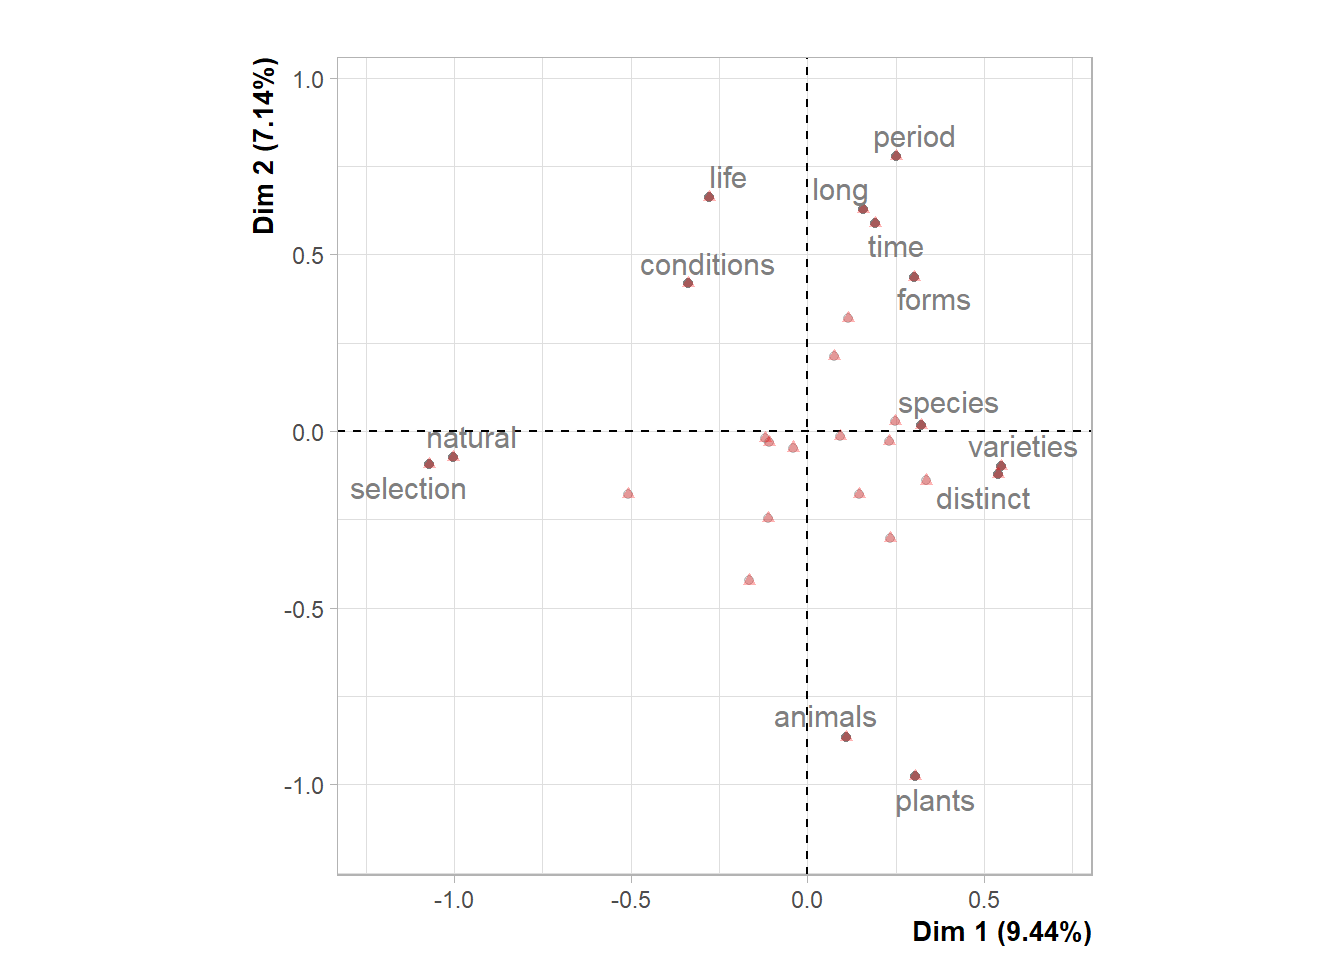 Dim 2 (7.14%)
1.0
0.5
0.0
-0.5
-1.0
period
life
long
time
conditions
forms
species
natural
varieties
selection
distinct
animals
plants
-1.0
-0.5
0.0
0.5
Dim 1 (9.44%)